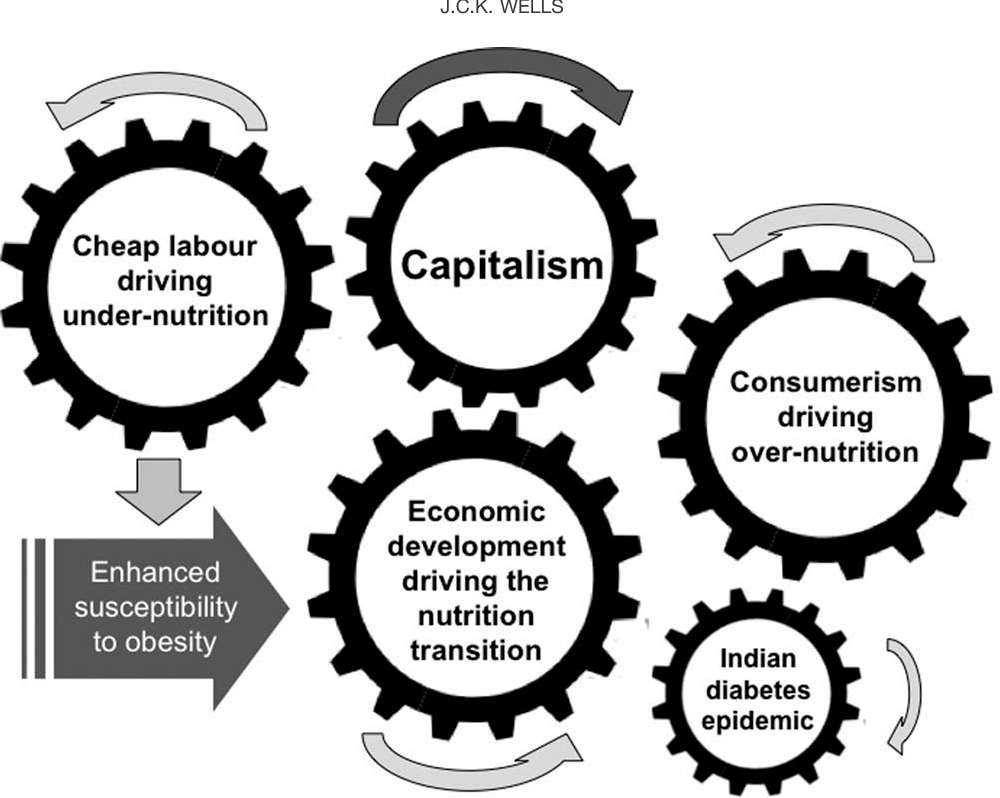 J.C.K. WELLS
Cheap labour
driving
under-nutrition
Capitalism
Consumerism
driving
over-nutrition
Economic
development
driving the
nutrition
transition
Enhanced
susceptibility
to obesity
Indian
diabetes
epidemic